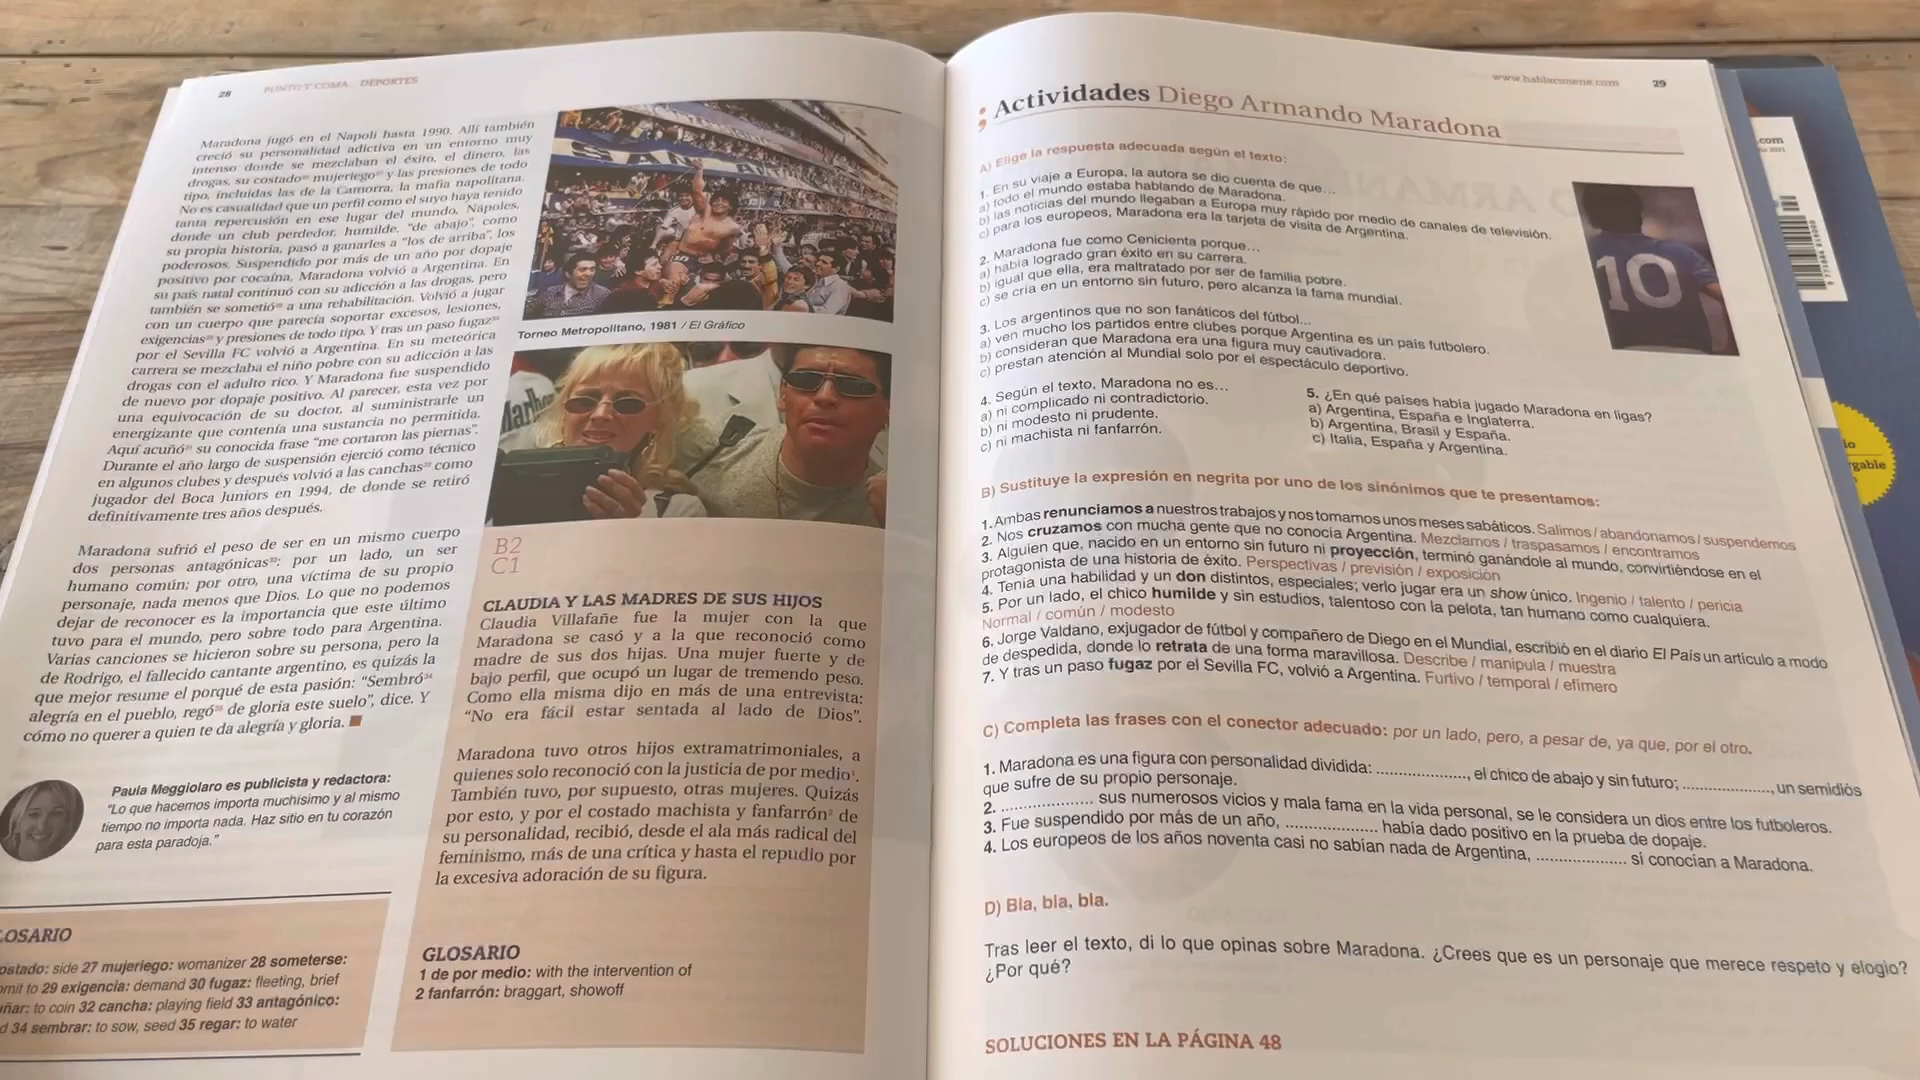 28
PUNTO Y COMA DEPORTES
Maradona jugó en el Napoli hasta 1990. Allí también
creció su personalidad adictiva en un entorno muy
intenso donde se mezclaban el éxito, el dinero, las
drogas, su costado mujeriego y las presiones de todo
tipo, incluidas las de la Camorra, la mafia napolitana.
No es casualidad que un perfil como el suyo haya tenido
tanta repercusión en ese lugar del mundo, Nápoles,
donde un club perdedor, humilde, "de abajo", como
su propia historia, pasó a ganarles a "los de arriba", los
poderosos. Suspendido por más de un año por dopaje
positivo por cocaína, Maradona volvió a Argentina. En
su país natal continuó con su adicción a las drogas, pero
también se sometió a una rehabilitación. Volvió a jugar
con un cuerpo que parecía soportar excesos, lesiones,
exigencias y presiones de todo tipo. Y tras un paso fugaz
por el Sevilla FC volvió a Argentina. En su meteórica
carrera se mezclaba el niño pobre con su adicción a las
drogas con el adulto rico. Y Maradona fue suspendido
de nuevo por dopaje positivo. Al parecer, esta vez por
una equivocación de su doctor, al suministrarle un
energizante que contenía una sustancia no permitida.
Aquí acuñó su conocida frase "me cortaron las piernas".
Durante el año largo de suspensión ejerció como técnico
en algunos clubes y después volvió a las canchas como
jugador del Boca Juniors en 1994, de donde se retiró
definitivamente tres años después.
Maradona sufrió el peso de ser en un mismo cuerpo
dos personas antagónicas: por un lado, un ser
humano común; por otro, una víctima de su propio
personaje, nada menos que Dios. Lo que no podemos
dejar de reconocer es la importancia que este último
tuvo para el mundo, pero sobre todo para Argentina.
Varias canciones se hicieron sobre su persona, pero la
de Rodrigo, el fallecido cantante argentino, es quizás la
que mejor resume el porqué de esta pasión: "Sembró³⁴
alegría en el pueblo, regó³⁵ de gloria este suelo", dice. Y
cómo no querer a quien te da alegría y gloria.
Paula Meggiolaro es publicista y redactora:
"Lo que hacemos importa muchísimo y al mismo
tiempo no importa nada. Haz sitio en tu corazón
para esta paradoja."
LOSARIO
ostado: side 27 mujeriego: womanizer 28 someterse:
mit to 29 exigencia: demand 30 fugaz: fleeting, brief
ñar: to coin 32 cancha: playing field 33 antagónico:
d 34 sembrar: to sow, seed 35 regar: to water
SAN
Torneo Metropolitano, 1981 / El Gráfico
Marlbo
B2
C1
CLAUDIA Y LAS MADRES DE SUS HIJOS
Claudia Villafañe fue la mujer con la que
Maradona se casó y a la que reconoció como
madre de sus dos hijas. Una mujer fuerte y de
bajo perfil, que ocupó un lugar de tremendo peso.
Como ella misma dijo en más de una entrevista:
"No era fácil estar sentada al lado de Dios".
Maradona tuvo otros hijos extramatrimoniales, a
quienes solo reconoció con la justicia de por medio¹.
También tuvo, por supuesto, otras mujeres. Quizás
por esto, y por el costado machista y fanfarrón² de
su personalidad, recibió, desde el ala más radical del
feminismo, más de una crítica y hasta el repudio por
la excesiva adoración de su figura.
GLOSARIO
1 de por medio: with the intervention of
2 fanfarrón: braggart, showoff
www.hablaconene.com
29
; Actividades Diego Armando Maradona
A) Elige la respuesta adecuada según el texto:
1. En su viaje a Europa, la autora se dio cuenta de que...
a) todo el mundo estaba hablando de Maradona.
b) las noticias del mundo llegaban a Europa muy rápido por medio de canales de televisión.
c) para los europeos, Maradona era la tarjeta de visita de Argentina.
2. Maradona fue como Cenicienta porque...
a) había logrado gran éxito en su carrera.
b) igual que ella, era maltratado por ser de familia pobre.
c) se cría en un entorno sin futuro, pero alcanza la fama mundial.
3. Los argentinos que no son fanáticos del fútbol...
a) ven mucho los partidos entre clubes porque Argentina es un país futbolero.
b) consideran que Maradona era una figura muy cautivadora.
c) prestan atención al Mundial solo por el espectáculo deportivo.
4. Según el texto, Maradona no es...
a) ni complicado ni contradictorio.
b) ni modesto ni prudente.
c) ni machista ni fanfarrón.
5. ¿En qué países había jugado Maradona en ligas?
a) Argentina, España e Inglaterra.
b) Argentina, Brasil y España.
c) Italia, España y Argentina.
10
B) Sustituye la expresión en negrita por uno de los sinónimos que te presentamos:
1. Ambas renunciamos a nuestros trabajos y nos tomamos unos meses sabáticos. Salimos / abandonamos / suspendemos
2. Nos cruzamos con mucha gente que no conocía Argentina. Mezclamos / traspasamos / encontramos
3. Alguien que, nacido en un entorno sin futuro ni proyección, terminó ganándole al mundo, convirtiéndose en el
protagonista de una historia de éxito. Perspectivas / previsión / exposición
4. Tenía una habilidad y un don distintos, especiales; verlo jugar era un show único. Ingenio / talento / pericia
5. Por un lado, el chico humilde y sin estudios, talentoso con la pelota, tan humano como cualquiera.
Normal / común / modesto
6. Jorge Valdano, exjugador de fútbol y compañero de Diego en el Mundial, escribió en el diario El País un artículo a modo
de despedida, donde lo retrata de una forma maravillosa. Describe / manipula / muestra
7. Y tras un paso fugaz por el Sevilla FC, volvió a Argentina. Furtivo / temporal / efímero
C) Completa las frases con el conector adecuado: por un lado, pero, a pesar de, ya que, por el otro.
1. Maradona es una figura con personalidad dividida: ...................., el chico de abajo y sin futuro; ...................., un semidiós
que sufre de su propio personaje.
2. .................... sus numerosos vicios y mala fama en la vida personal, se le considera un dios entre los futboleros.
3. Fue suspendido por más de un año, .................... había dado positivo en la prueba de dopaje.
4. Los europeos de los años noventa casi no sabían nada de Argentina, .................... sí conocían a Maradona.
D) Bla, bla, bla.
Tras leer el texto, di lo que opinas sobre Maradona. ¿Crees que es un personaje que merece respeto y elogio?
¿Por qué?
SOLUCIONES EN LA PÁGINA 48
.com
io
gable